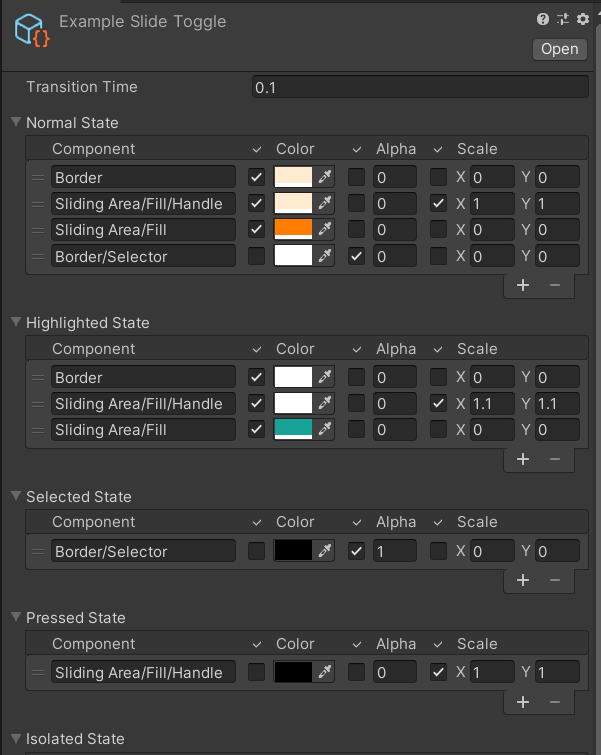 Example Slide Toggle
Open
Transition Time 0.1
Normal State
Component Color Alpha Scale
Border 0 X 0 Y 0
Sliding Area/Fill/Handle 0 X 1 Y 1
Sliding Area/Fill 0 X 0 Y 0
Border/Selector 0 X 0 Y 0
Highlighted State
Component Color Alpha Scale
Border 0 X 0 Y 0
Sliding Area/Fill/Handle 0 X 1.1 Y 1.1
Sliding Area/Fill 0 X 0 Y 0
Selected State
Component Color Alpha Scale
Border/Selector 1 X 0 Y 0
Pressed State
Component Color Alpha Scale
Sliding Area/Fill/Handle 0 X 1 Y 1
Isolated State